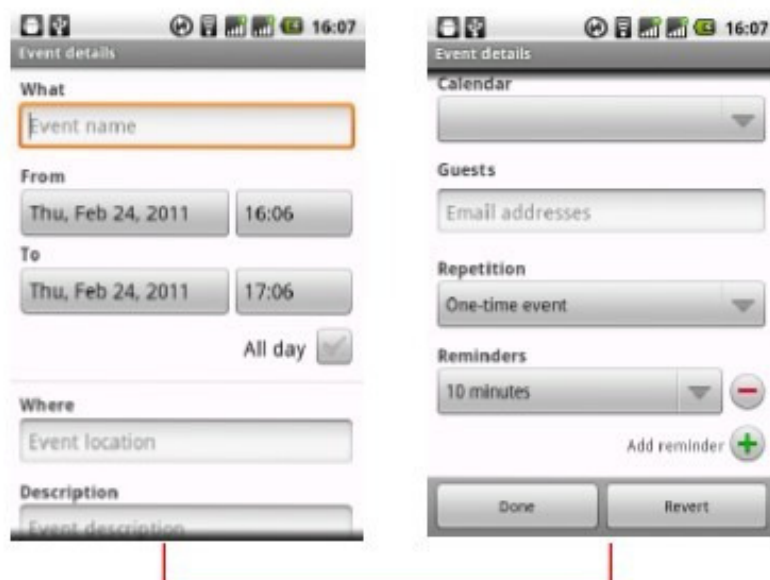 16:07
Event details
What
Event name
From
Thu, Feb 24, 2011 16:06
To
Thu, Feb 24, 2011 17:06
All day
Where
Event location
Description
Event description
16:07
Event details
Calendar
Guests
Email addresses
Repetition
One-time event
Reminders
10 minutes
Add reminder
Done Revert